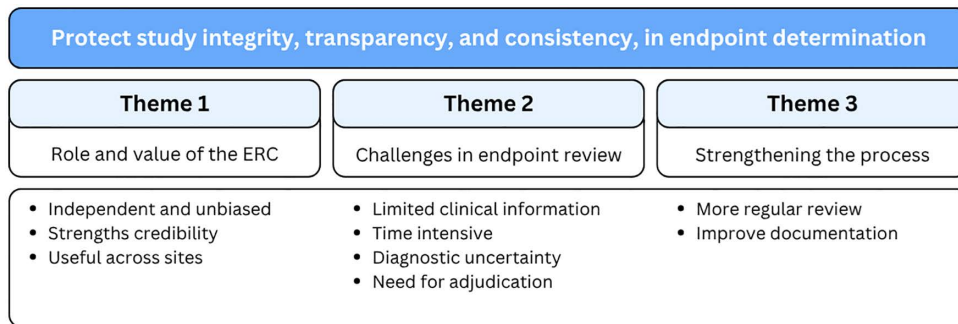 Protect study integrity, transparency, and consistency, in endpoint determination
Theme 1
Role and value of the ERC
Theme 2
Challenges in endpoint review
Theme 3
Strengthening the process
• Independent and unbiased
• Strengths credibility
• Useful across sites
• Limited clinical information
• Time intensive
• Diagnostic uncertainty
• Need for adjudication
• More regular review
• Improve documentation